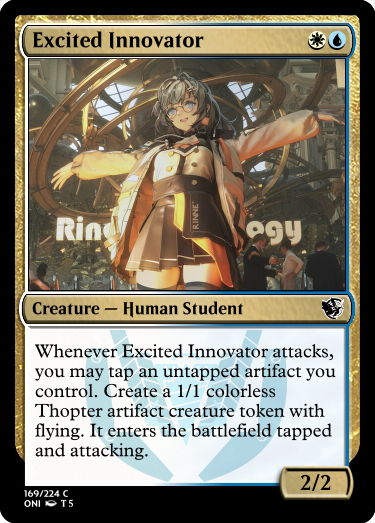 Excited Innovator
Rin
ogy
RINNE
Creature — Human Student
Whenever Excited Innovator attacks,
you may tap an untapped artifact you
control. Create a 1/1 colorless
Thopter artifact creature token with
flying. It enters the battlefield tapped
and attacking.
2/2
169/224 C
ONI T S